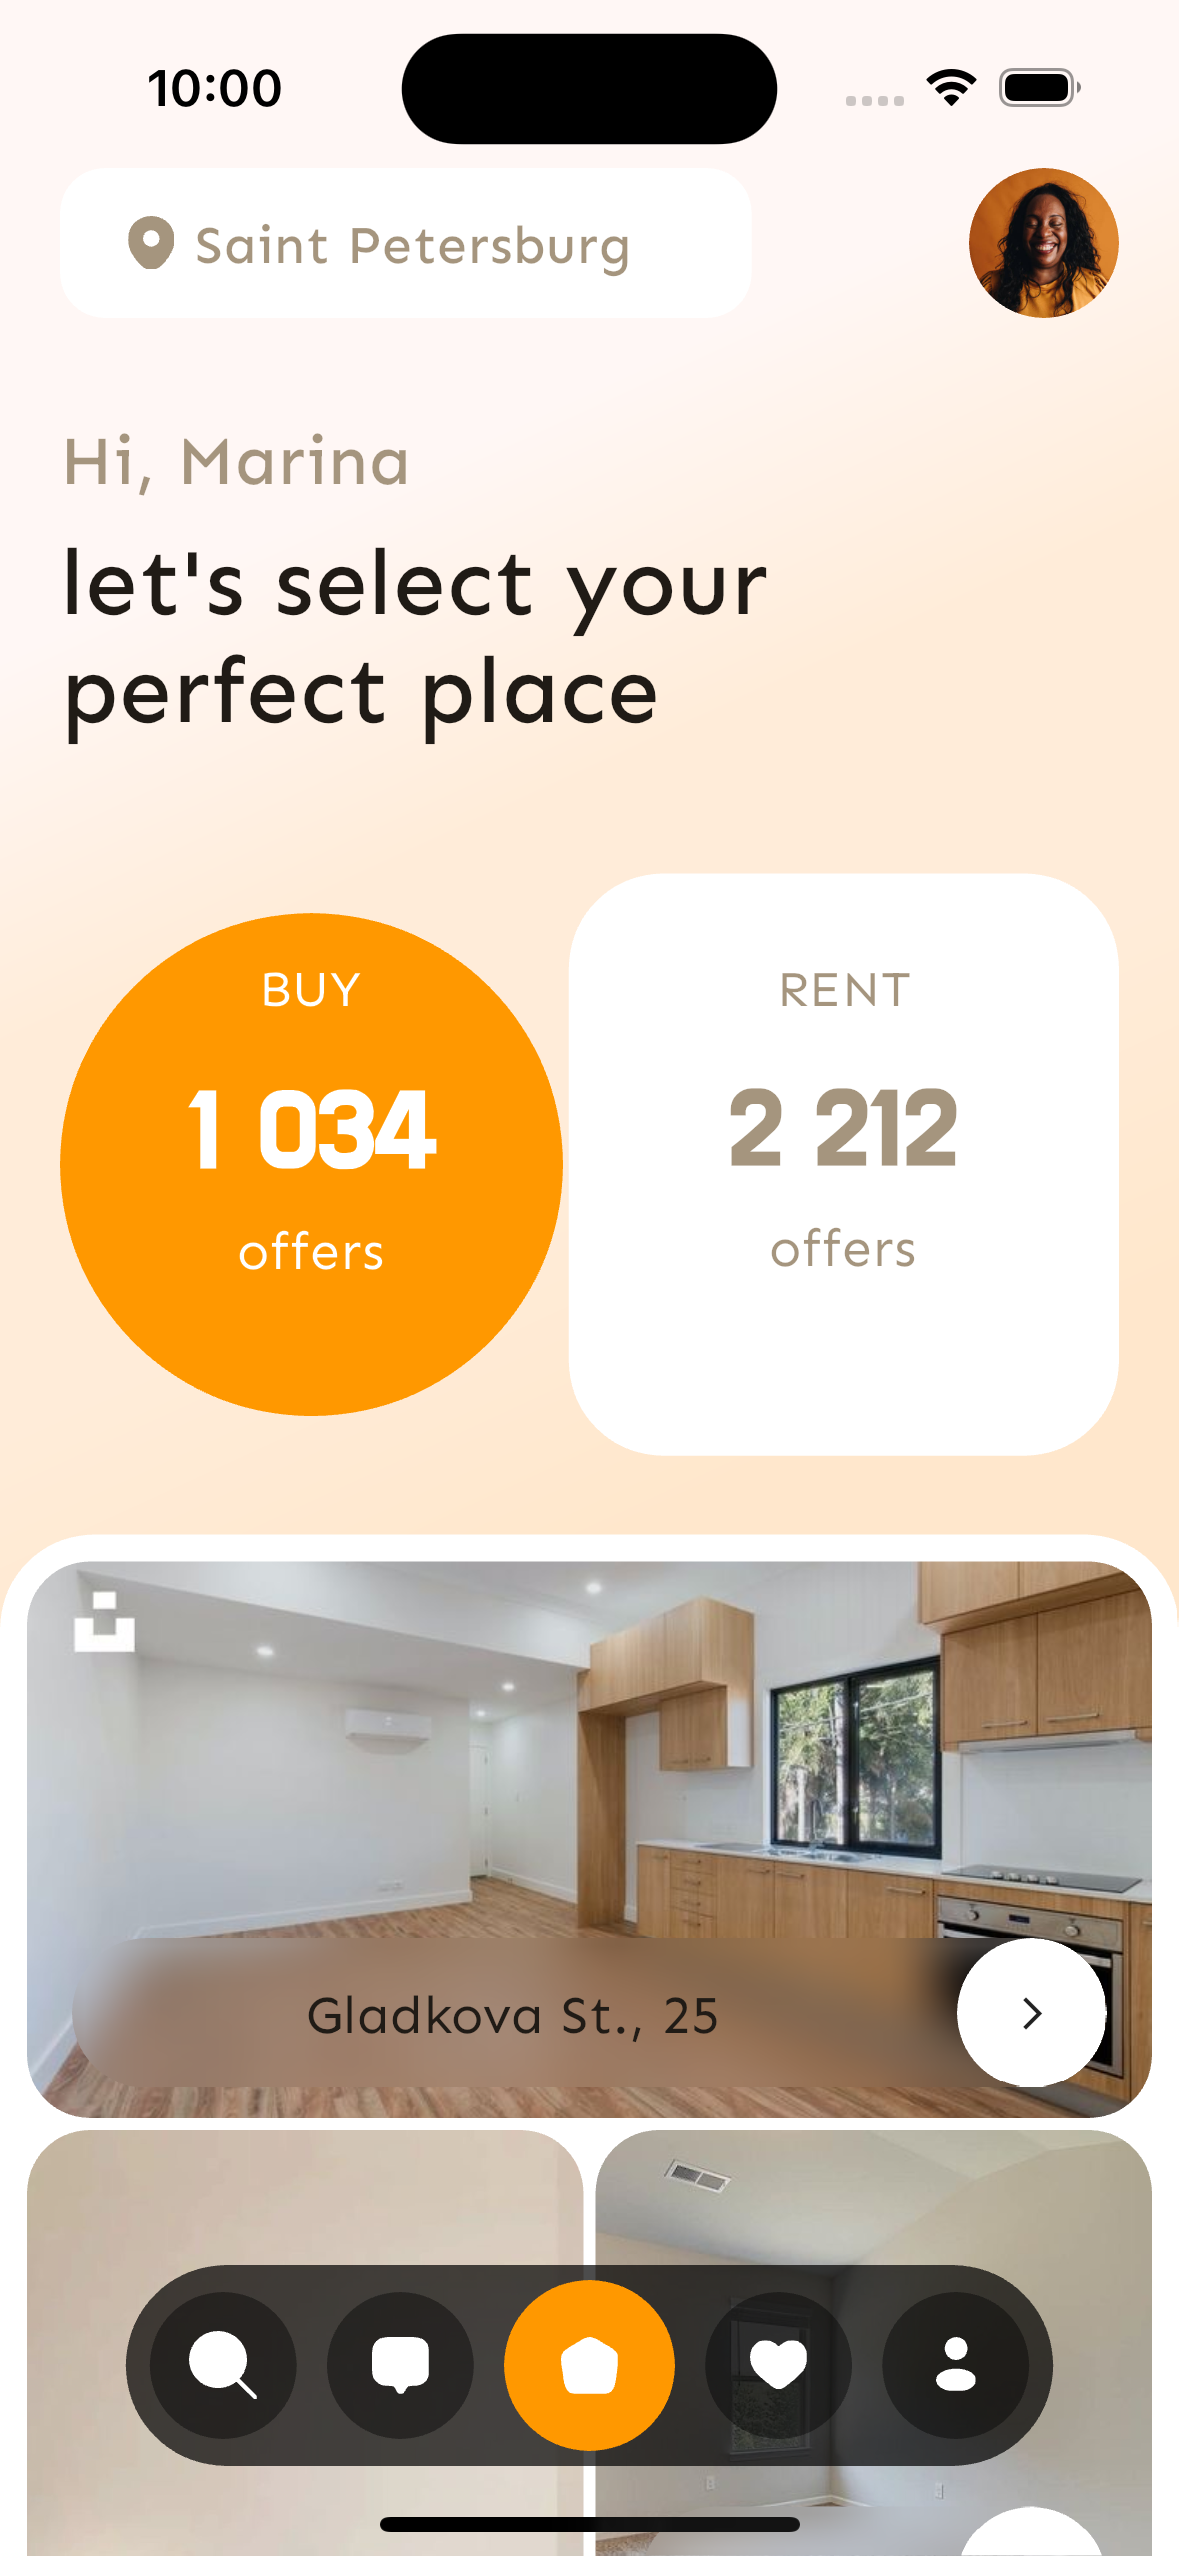 10:00
Saint Petersburg
Hi, Marina
let's select your
perfect place
BUY
1 034
offers
RENT
2 212
offers
Gladkova St., 25